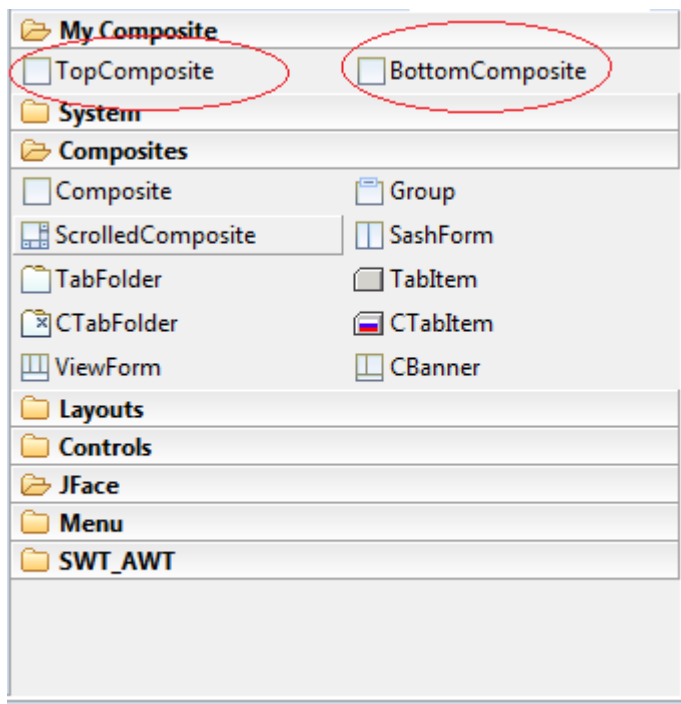 My Composite
TopComposite BottomComposite
System
Composites
Composite Group
ScrolledComposite SashForm
TabFolder TabItem
CTabFolder CTabItem
ViewForm CBanner
Layouts
Controls
JFace
Menu
SWT_AWT